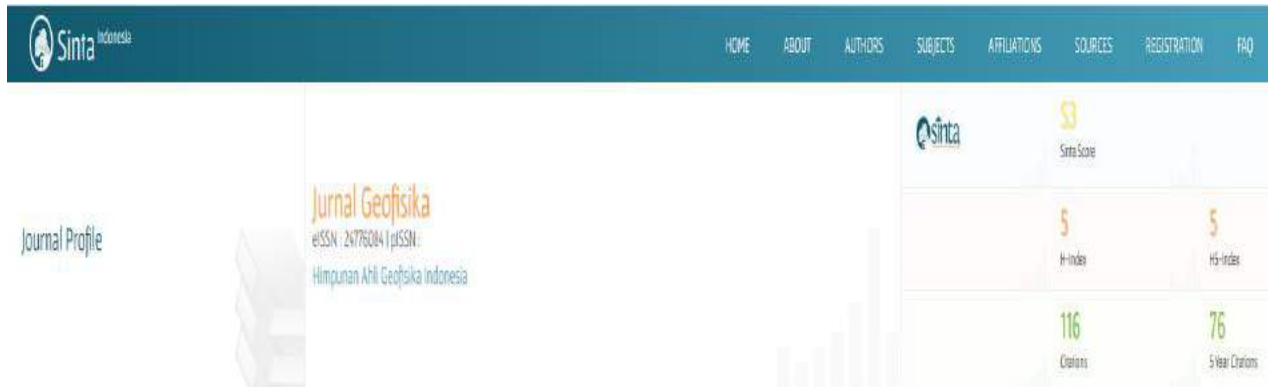 Sinta Indonesia
HOME ABOUT AUTHORS SUBJECTS AFFILIATIONS SOURCES REGISTRATION FAQ
Journal Profile
Jurnal Geofisika
eISSN : 24776084 | pISSN :
Himpunan Ahli Geofisika Indonesia
sinta
S3
Sinta Score
5
H-Index
5
H5-Index
116
Citations
76
5 Year Citations